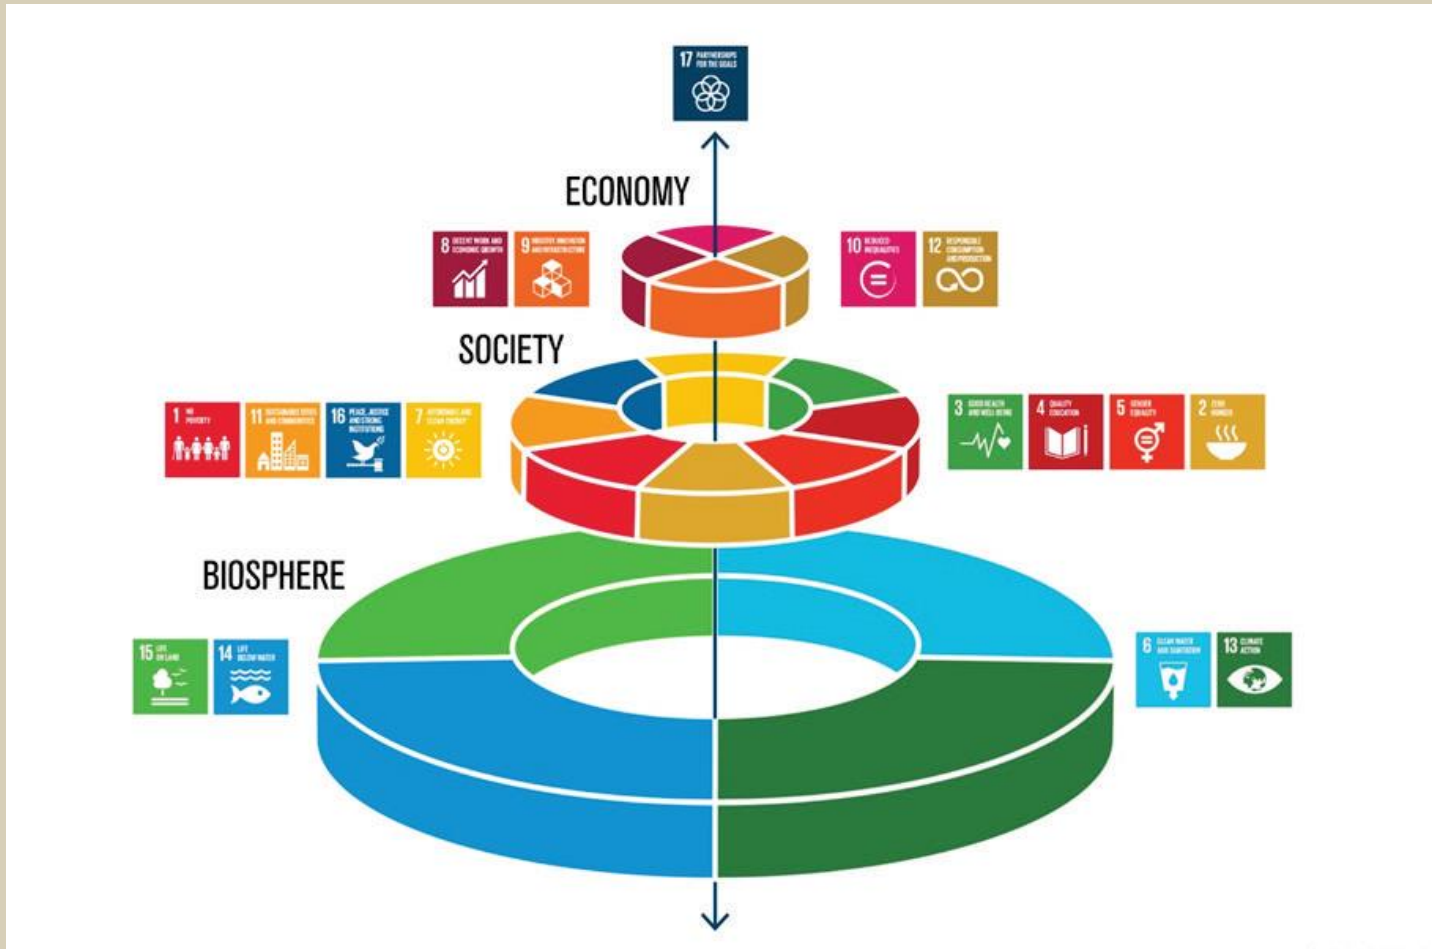 17 PARTNERSHIPS
FOR THE GOALS
ECONOMY
8 DECENT WORK AND
ECONOMIC GROWTH
9 INDUSTRY, INNOVATION
AND INFRASTRUCTURE
10 REDUCED
INEQUALITIES
12 RESPONSIBLE
CONSUMPTION
AND PRODUCTION
SOCIETY
1 NO
POVERTY
11 SUSTAINABLE CITIES
AND COMMUNITIES
16 PEACE, JUSTICE
AND STRONG
INSTITUTIONS
7 AFFORDABLE AND
CLEAN ENERGY
3 GOOD HEALTH
AND WELL-BEING
4 QUALITY
EDUCATION
5 GENDER
EQUALITY
2 ZERO
HUNGER
BIOSPHERE
15 LIFE
ON LAND
14 LIFE
BELOW WATER
6 CLEAN WATER
AND SANITATION
13 CLIMATE
ACTION